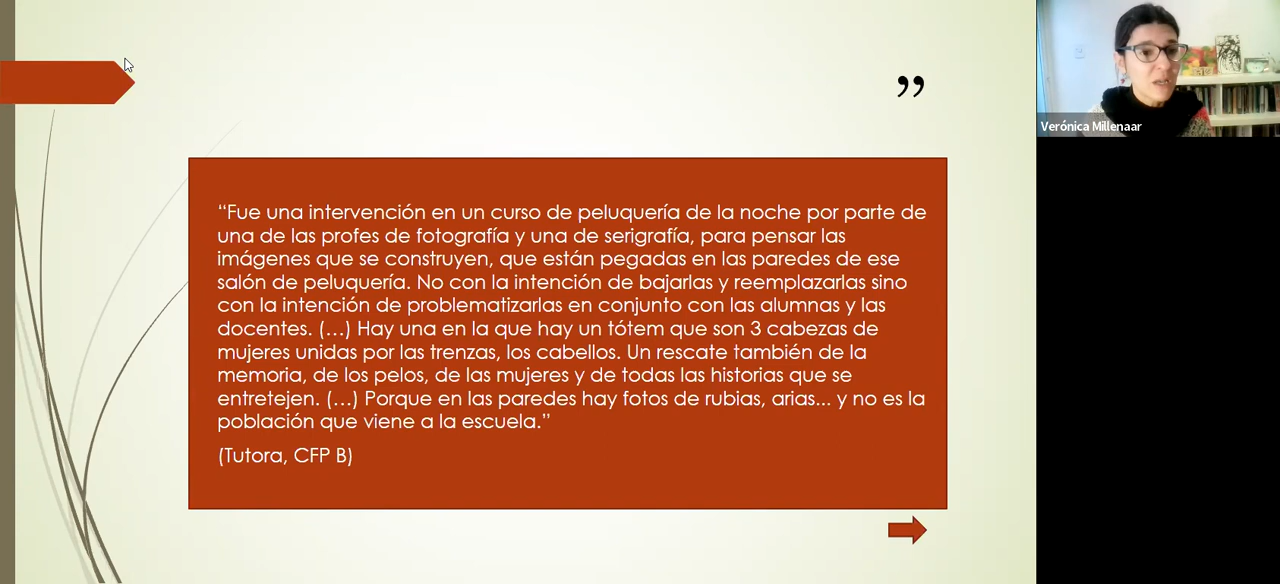 ”
“Fue una intervención en un curso de peluquería de la noche por parte de
una de las profes de fotografía y una de serigrafía, para pensar las
imágenes que se construyen, que están pegadas en las paredes de ese
salón de peluquería. No con la intención de bajarlas y reemplazarlas sino
con la intención de problematizarlas en conjunto con las alumnas y las
docentes. (…) Hay una en la que hay un tótem que son 3 cabezas de
mujeres unidas por las trenzas, los cabellos. Un rescate también de la
memoria, de los pelos, de las mujeres y de todas las historias que se
entretejen. (…) Porque en las paredes hay fotos de rubias, arias... y no es la
población que viene a la escuela.”
(Tutora, CFP B)
Verónica Millenaar